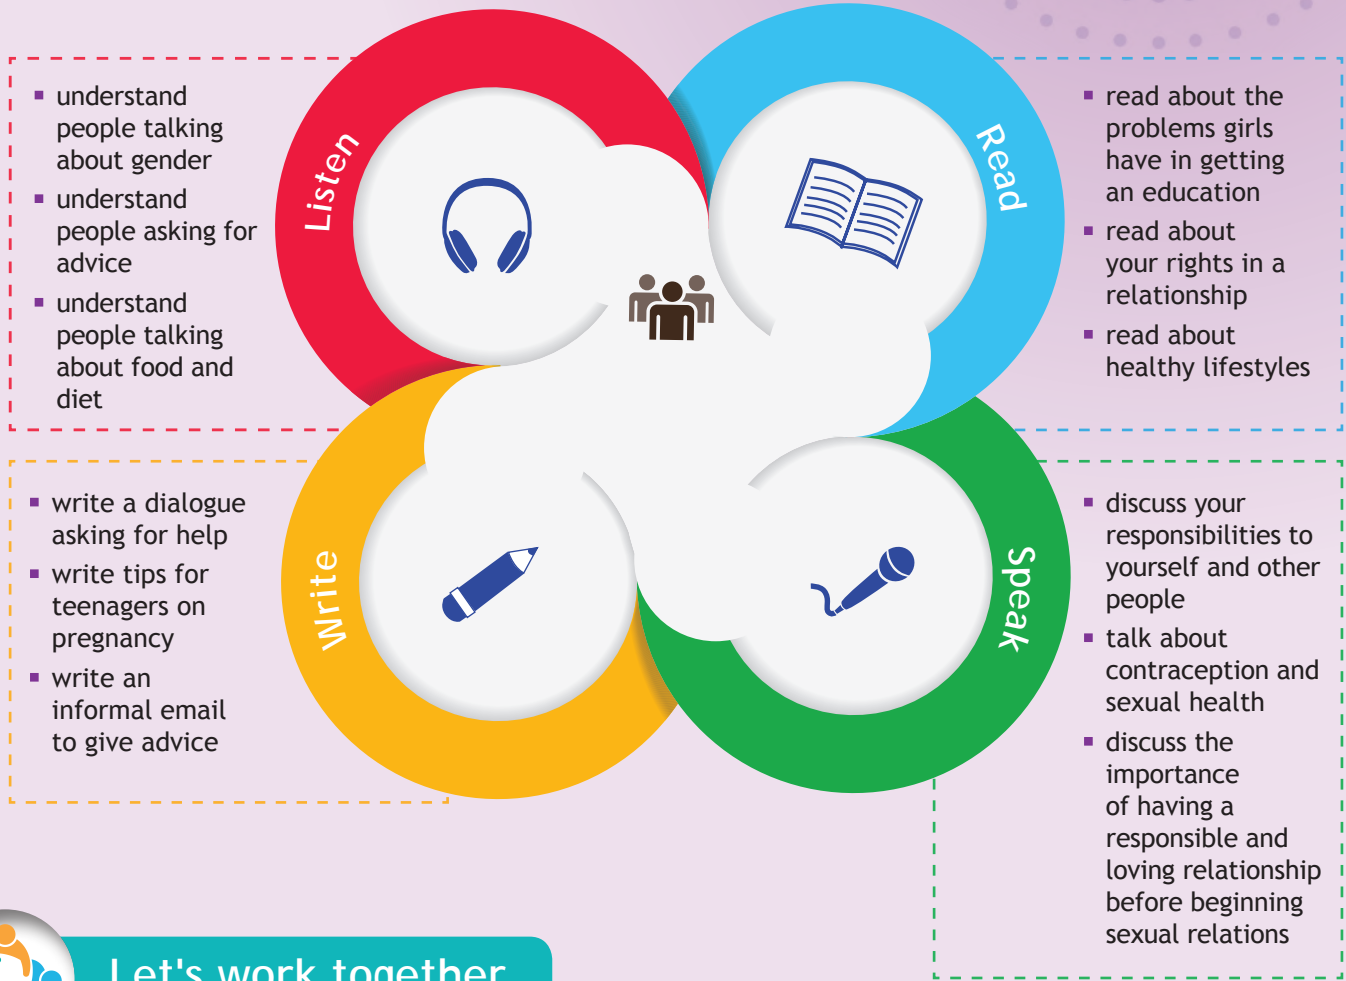 Listen
▪ understand
people talking
about gender
▪ understand
people asking for
advice
▪ understand
people talking
about food and
diet
Read
▪ read about the
problems girls
have in getting
an education
▪ read about
your rights in a
relationship
▪ read about
healthy lifestyles
Write
▪ write a dialogue
asking for help
▪ write tips for
teenagers on
pregnancy
▪ write an
informal email
to give advice
Speak
▪ discuss your
responsibilities to
yourself and other
people
▪ talk about
contraception and
sexual health
▪ discuss the
importance
of having a
responsible and
loving relationship
before beginning
sexual relations
Let's work together